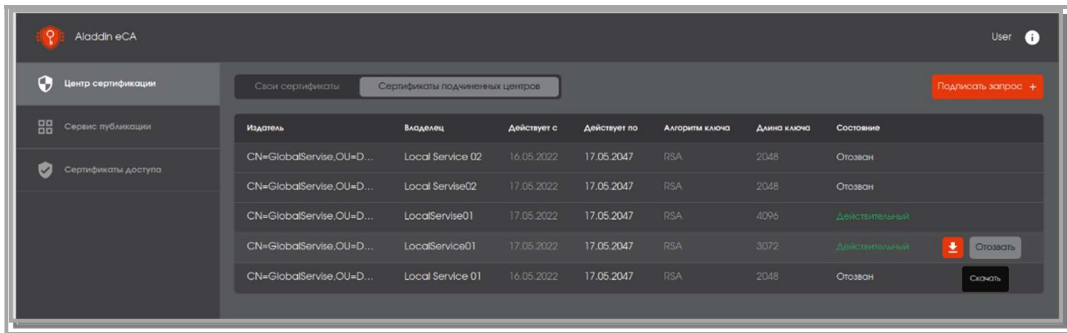 Aladdin eCA
User
Центр сертификации
Сервис публикации
Сертификаты доступа
Свои сертификаты Сертификаты подчиненных центров
Подписать запрос +
Издатель Владелец Действует с Действует по Алгоритм ключа Длина ключа Состояние
CN=GlobalServise,OU=D... Local Service 02 16.05.2022 17.05.2047 RSA 2048 Отозван
CN=GlobalServise,OU=D... Local Servise02 17.05.2022 17.05.2047 RSA 2048 Отозван
CN=GlobalServise,OU=D... LocalServise01 17.05.2022 17.05.2047 RSA 4096 Действительный
CN=GlobalServise,OU=D... LocalService01 17.05.2022 17.05.2047 RSA 3072 Действительный Отозвать
CN=GlobalServise,OU=D... Local Service 01 16.05.2022 17.05.2047 RSA 2048 Отозван
Скачать